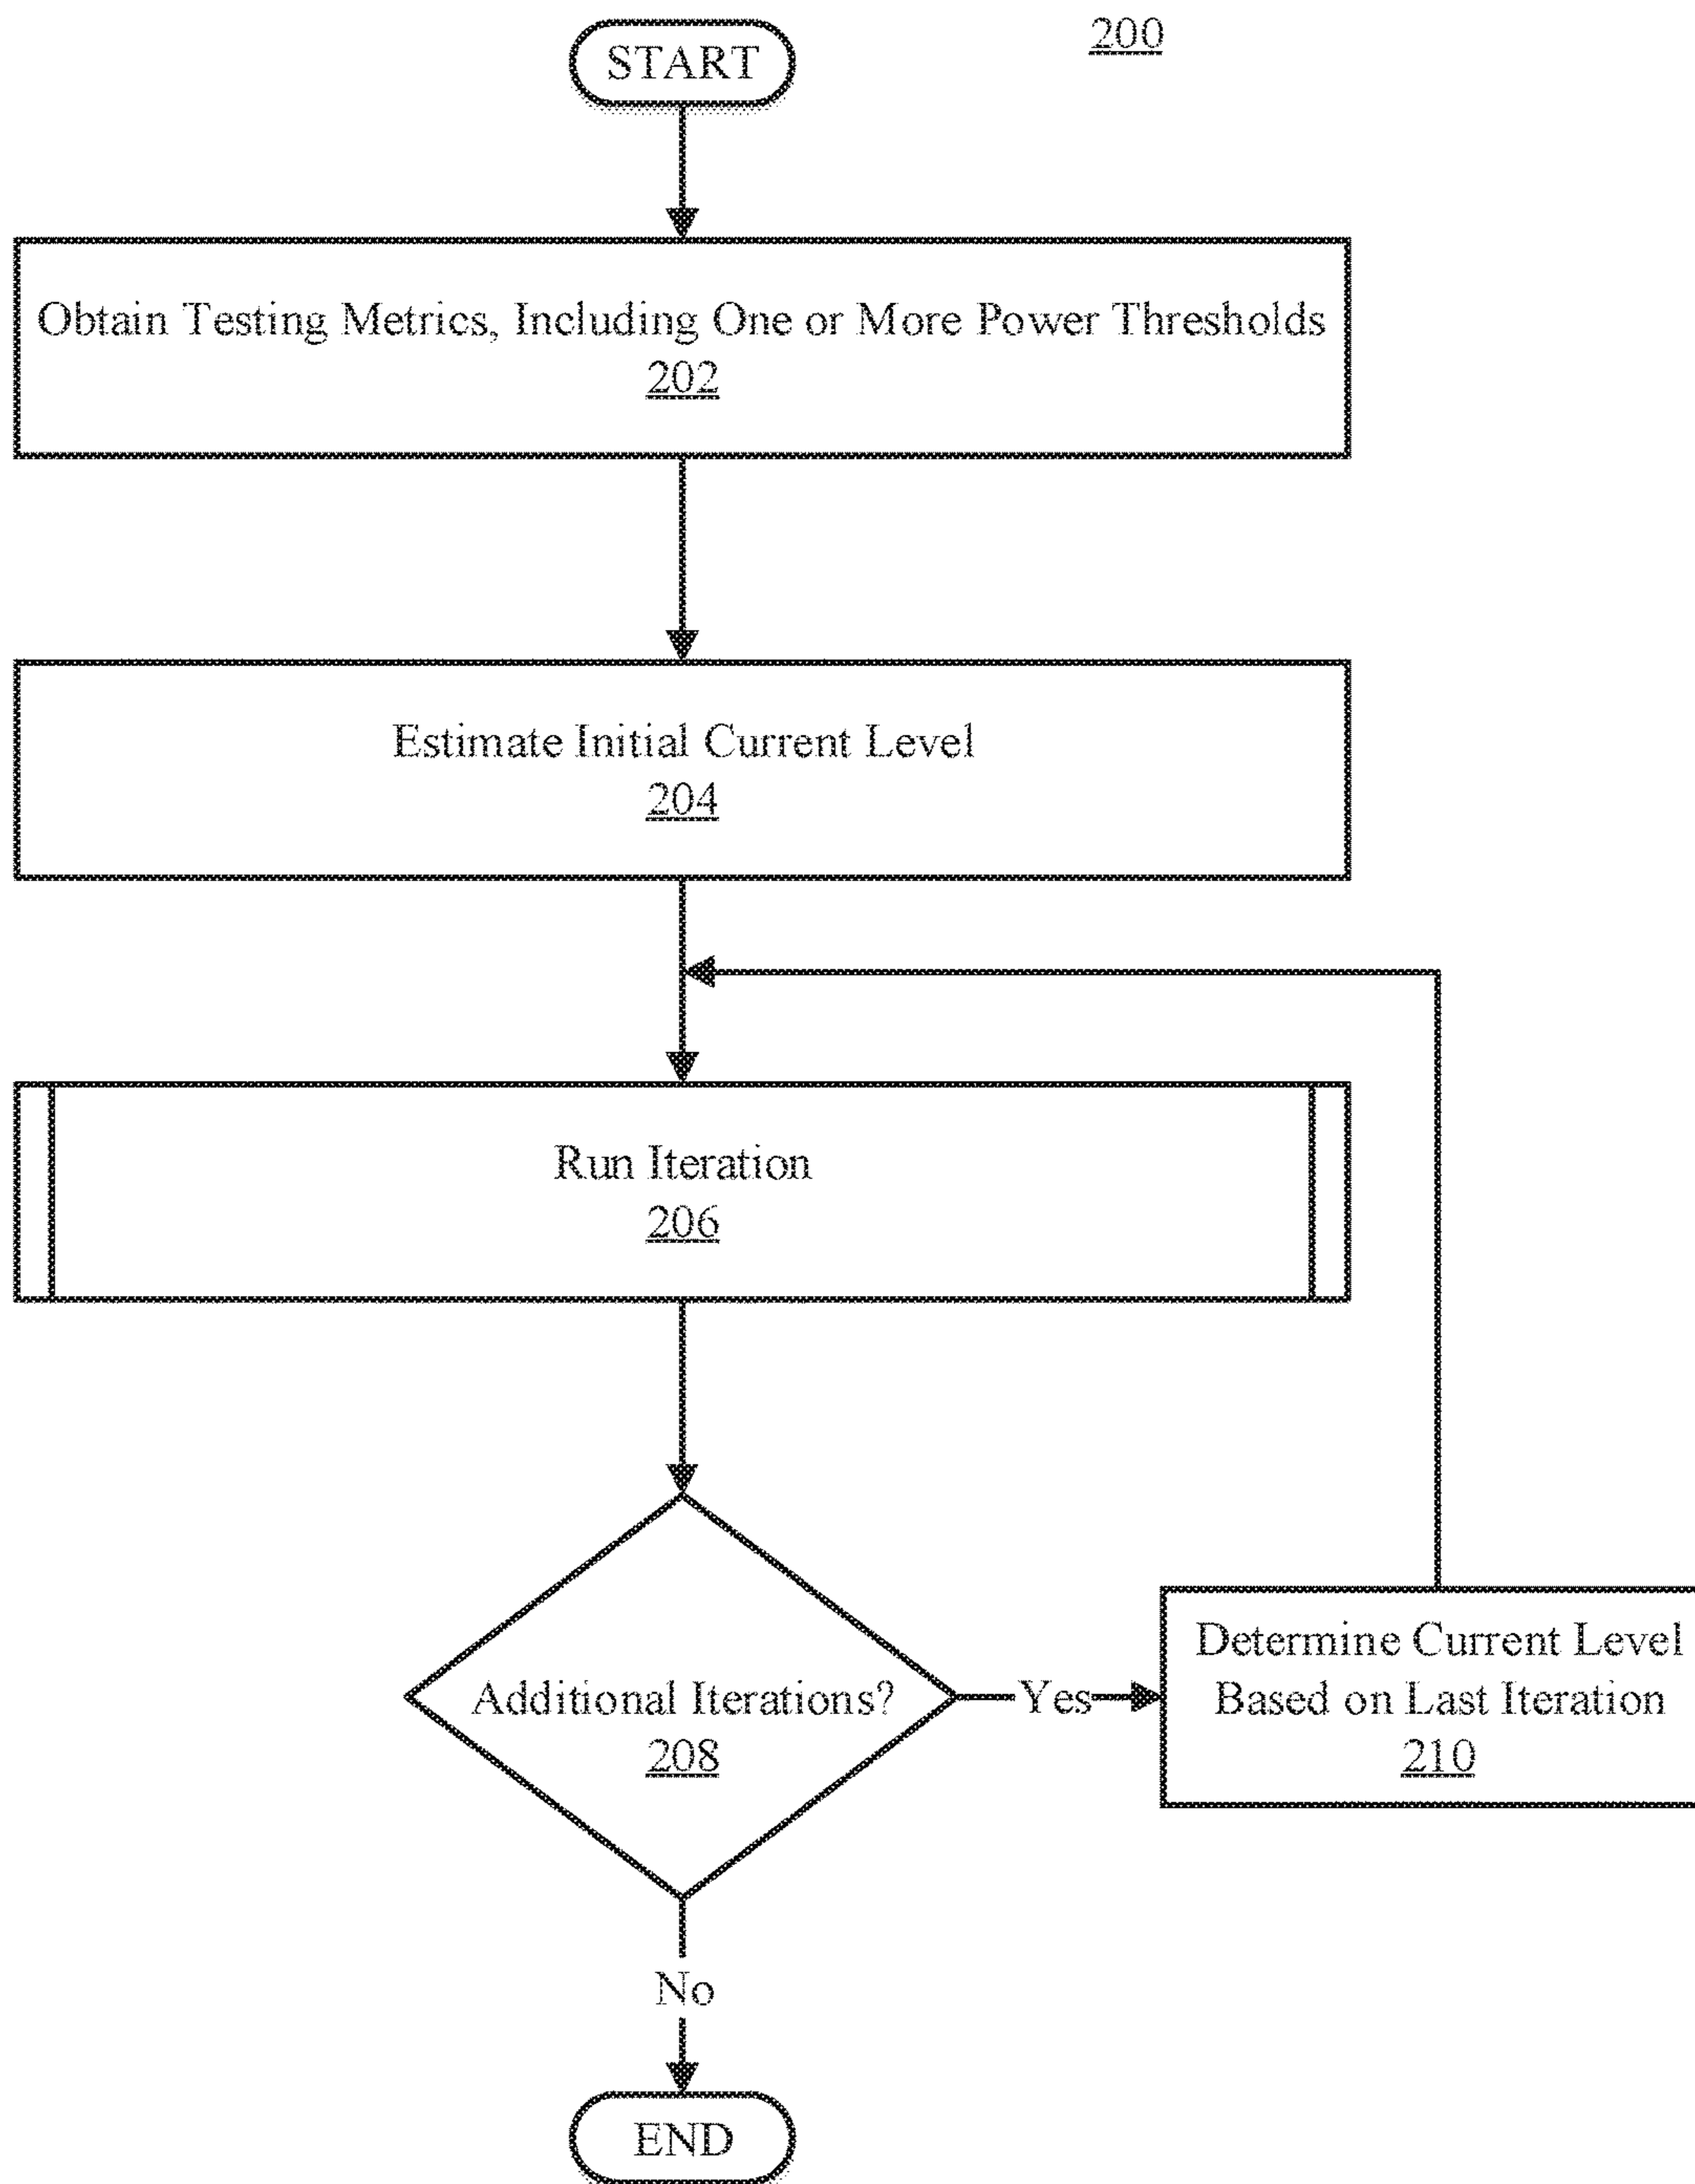 200
START
Obtain Testing Metrics, Including One or More Power Thresholds
202
Estimate Initial Current Level
204
Run Iteration
206
Additional Iterations?
208
Yes
Determine Current Level
Based on Last Iteration
210
No
END